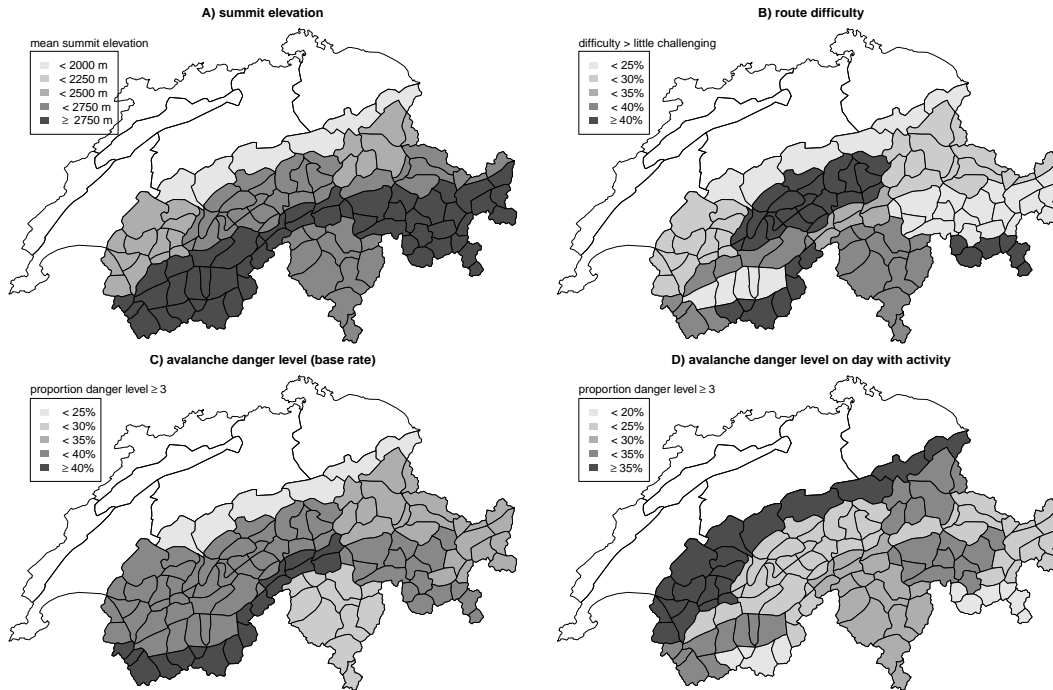 A) summit elevation
mean summit elevation
< 2000 m
< 2250 m
< 2500 m
< 2750 m
≥ 2750 m
B) route difficulty
difficulty > little challenging
< 25%
< 30%
< 35%
< 40%
≥ 40%
C) avalanche danger level (base rate)
proportion danger level ≥ 3
< 25%
< 30%
< 35%
< 40%
≥ 40%
D) avalanche danger level on day with activity
proportion danger level ≥ 3
< 20%
< 25%
< 30%
< 35%
≥ 35%